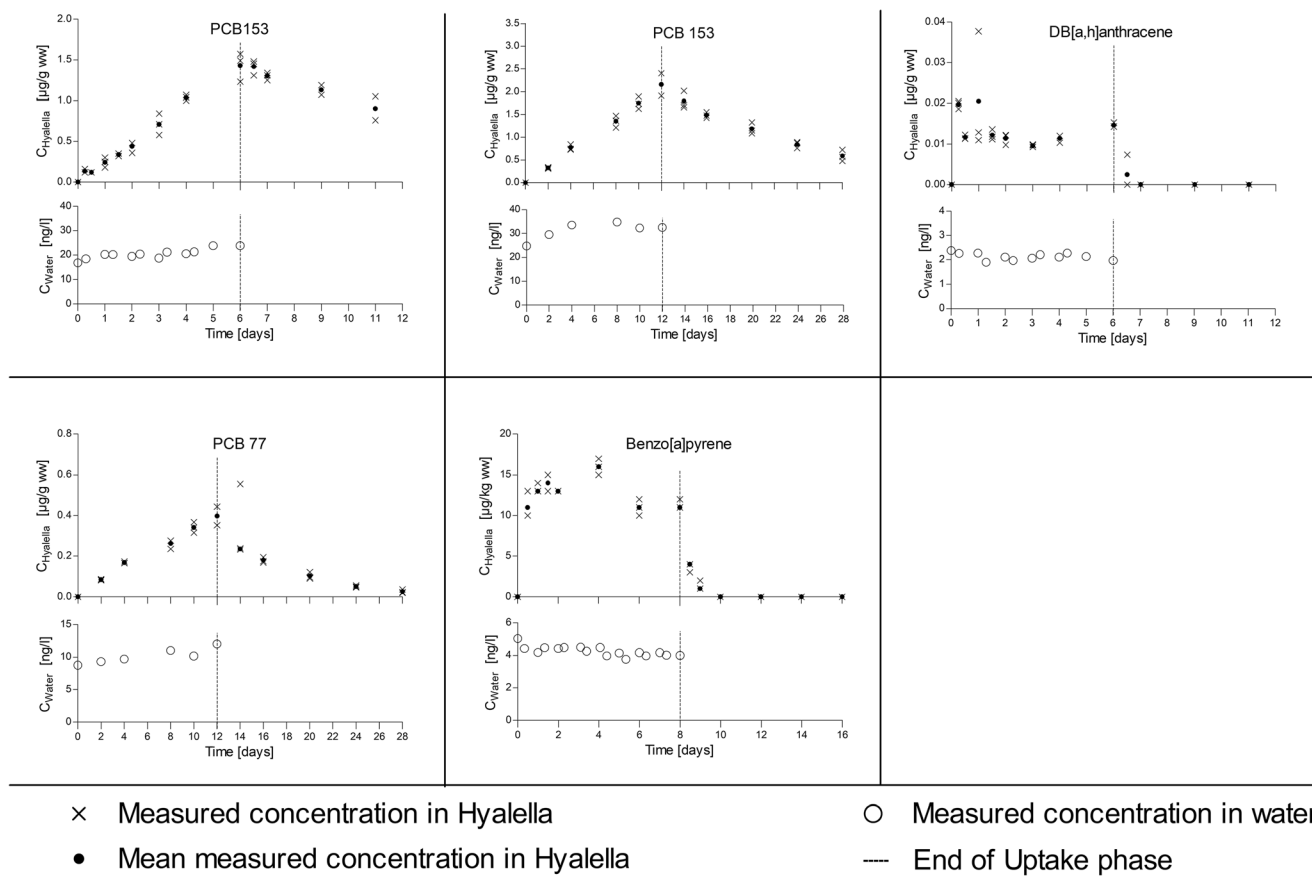 PCB153
2.0
1.5
1.0
0.5
0.0
C Hyalella [µg/g ww]
40
30
20
10
0
C Water [ng/l]
0 1 2 3 4 5 6 7 8 9 10 11 12
Time [days]
PCB 153
3.5
3.0
2.5
2.0
1.5
1.0
0.5
0.0
C Hyalella [µg/g ww]
40
30
20
10
0
C Water [ng/l]
0 2 4 6 8 10 12 14 16 18 20 22 24 26 28
Time [days]
DB[a,h]anthracene
0.04
0.03
0.02
0.01
0.00
C Hyalella [µg/g ww]
4
3
2
1
0
C Water [ng/l]
0 1 2 3 4 5 6 7 8 9 10 11 12
Time [days]
PCB 77
0.8
0.6
0.4
0.2
0.0
C Hyalella [µg/g ww]
15
10
5
0
C Water [ng/l]
0 2 4 6 8 10 12 14 16 18 20 22 24 26 28
Time [days]
Benzo[a]pyrene
20
15
10
5
0
C Hyalella [µg/kg ww]
6
4
2
0
C Water [ng/l]
0 2 4 6 8 10 12 14 16
Time [days]
× Measured concentration in Hyalella
○ Measured concentration in water
• Mean measured concentration in Hyalella
----- End of Uptake phase